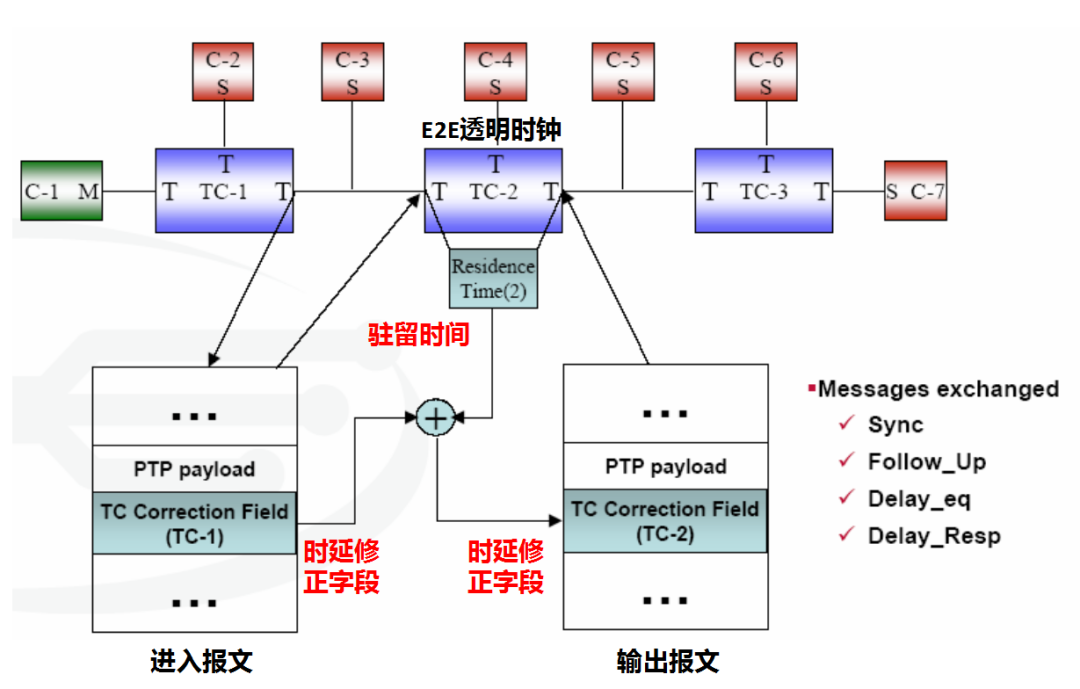 C-2
S
C-3
S
C-4
S
C-5
S
C-6
S
E2E透明时钟
C-1 M
T
T TC-1 T
T
T TC-2 T
T
T TC-3 T
S C-7
Residence
Time(2)
驻留时间
...
PTP payload
TC Correction Field
(TC-1)
...
进入报文
+
时延修
正字段
时延修
正字段
...
PTP payload
TC Correction Field
(TC-2)
...
输出报文
Messages exchanged
Sync
Follow_Up
Delay_eq
Delay_Resp